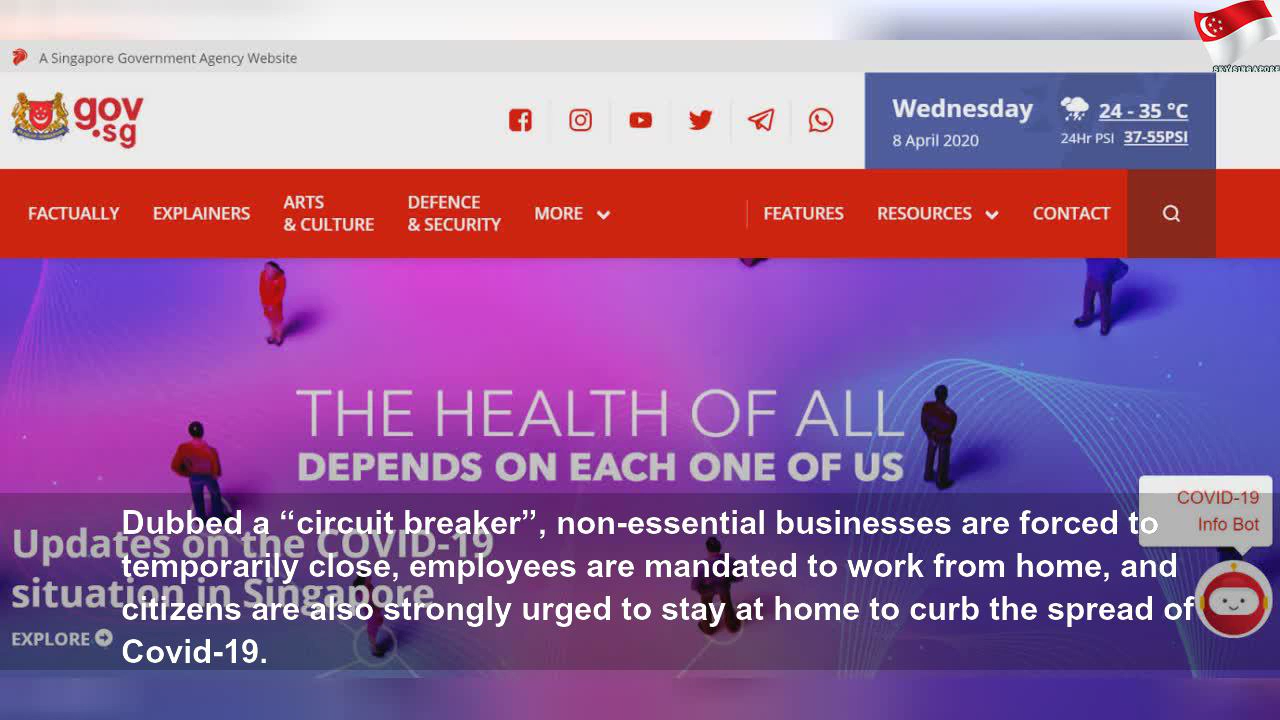 SKY SINGAPORE
A Singapore Government Agency Website
gov
.sg
Wednesday
24 - 35 °C
8 April 2020
24Hr PSI 37-55PSI
FACTUALLY
EXPLAINERS
ARTS
& CULTURE
DEFENCE
& SECURITY
MORE
FEATURES
RESOURCES
CONTACT
THE HEALTH OF ALL
DEPENDS ON EACH ONE OF US
COVID-19
Info Bot
Updates on the COVID-19
situation in Singapore
EXPLORE
Dubbed a “circuit breaker”, non-essential businesses are forced to
temporarily close, employees are mandated to work from home, and
citizens are also strongly urged to stay at home to curb the spread of
Covid-19.